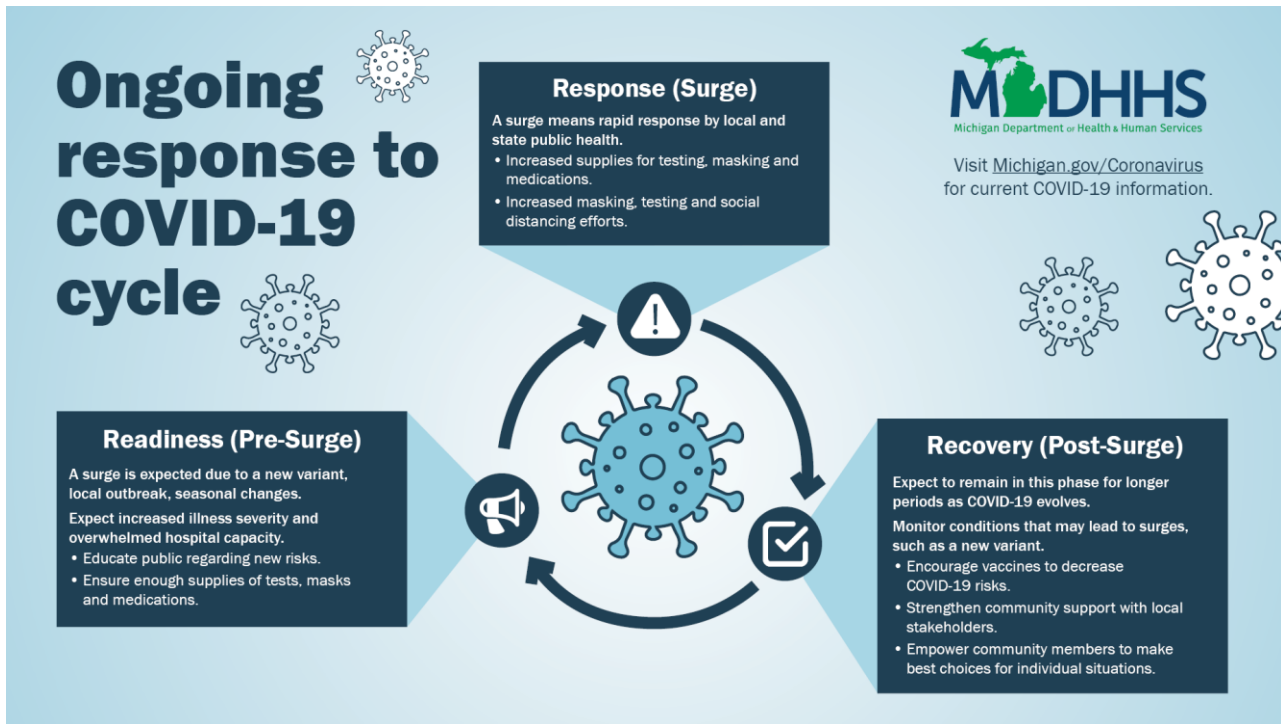 Ongoing
response to
COVID-19
cycle
Response (Surge)
A surge means rapid response by local and
state public health.
• Increased supplies for testing, masking and
medications.
• Increased masking, testing and social
distancing efforts.
MDHHS
Michigan Department of Health & Human Services
Visit Michigan.gov/Coronavirus
for current COVID-19 information.
Readiness (Pre-Surge)
A surge is expected due to a new variant,
local outbreak, seasonal changes.
Expect increased illness severity and
overwhelmed hospital capacity.
• Educate public regarding new risks.
• Ensure enough supplies of tests, masks
and medications.
Recovery (Post-Surge)
Expect to remain in this phase for longer
periods as COVID-19 evolves.
Monitor conditions that may lead to surges,
such as a new variant.
• Encourage vaccines to decrease
COVID-19 risks.
• Strengthen community support with local
stakeholders.
• Empower community members to make
best choices for individual situations.